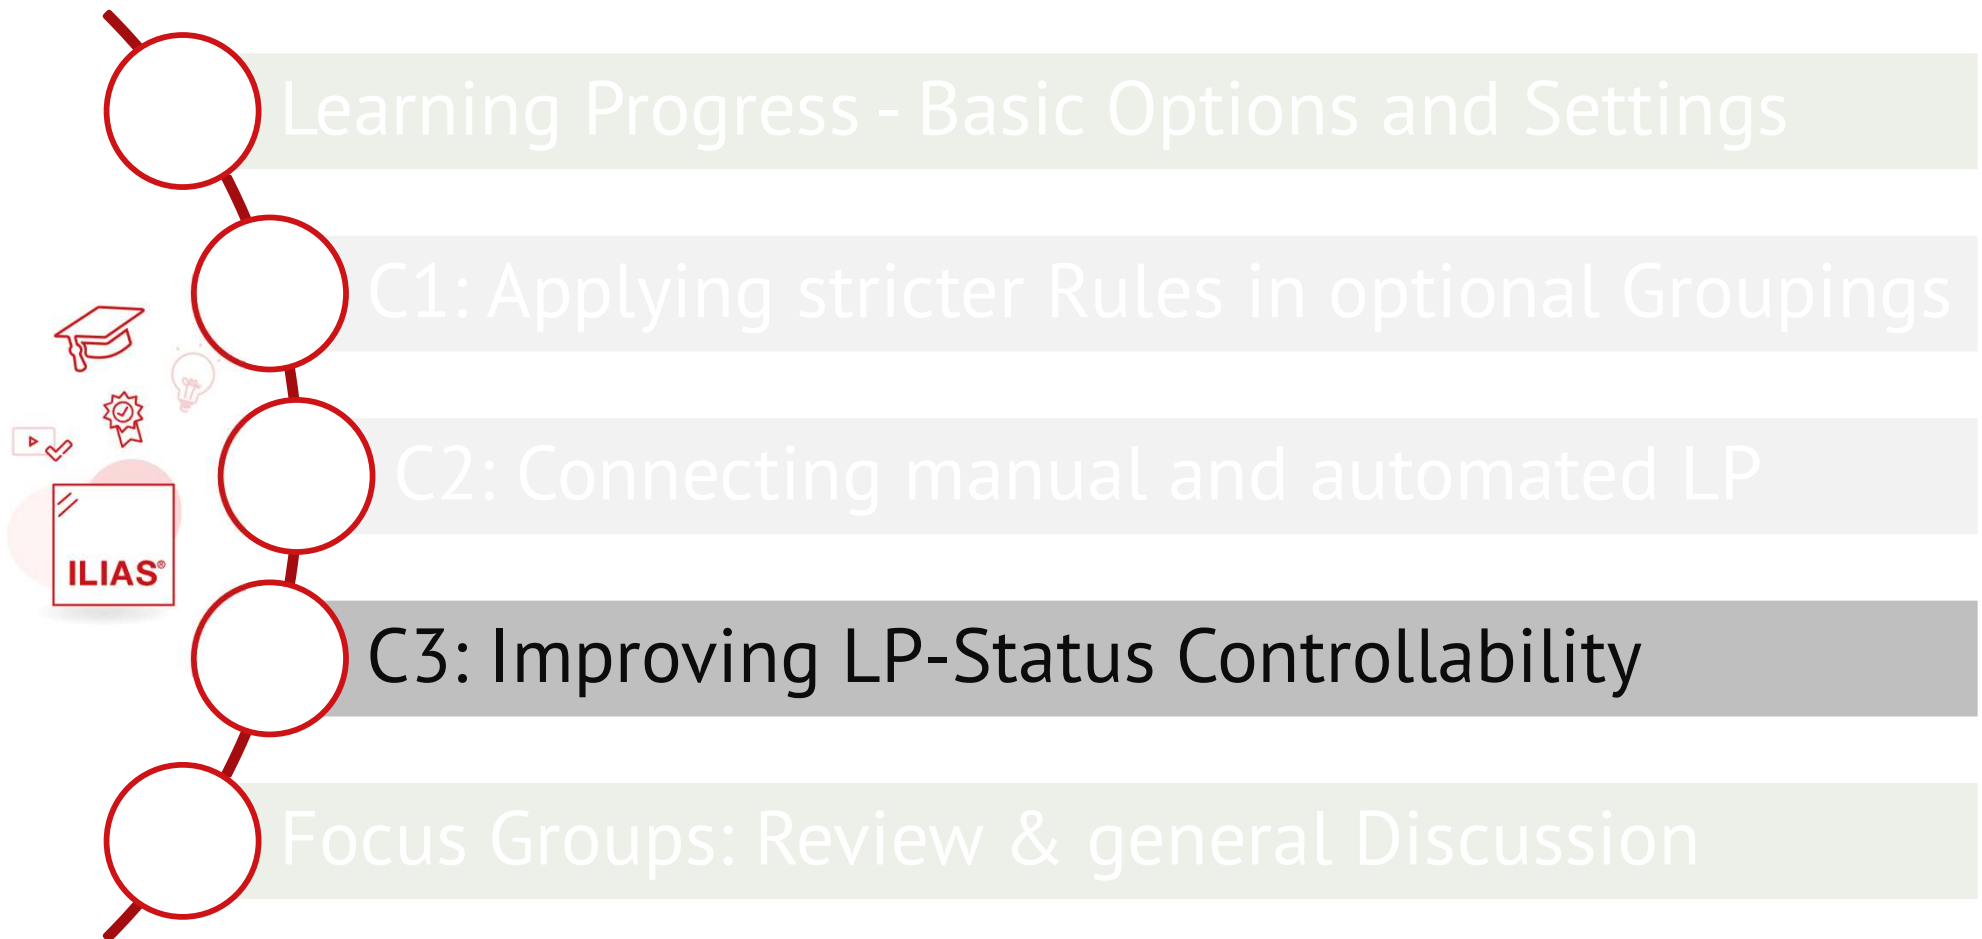 Learning Progress - Basic Options and Settings
C1: Applying stricter Rules in optional Groupings
C2: Connecting manual and automated LP
ILIAS®
C3: Improving LP-Status Controllability
Focus Groups: Review & general Discussion